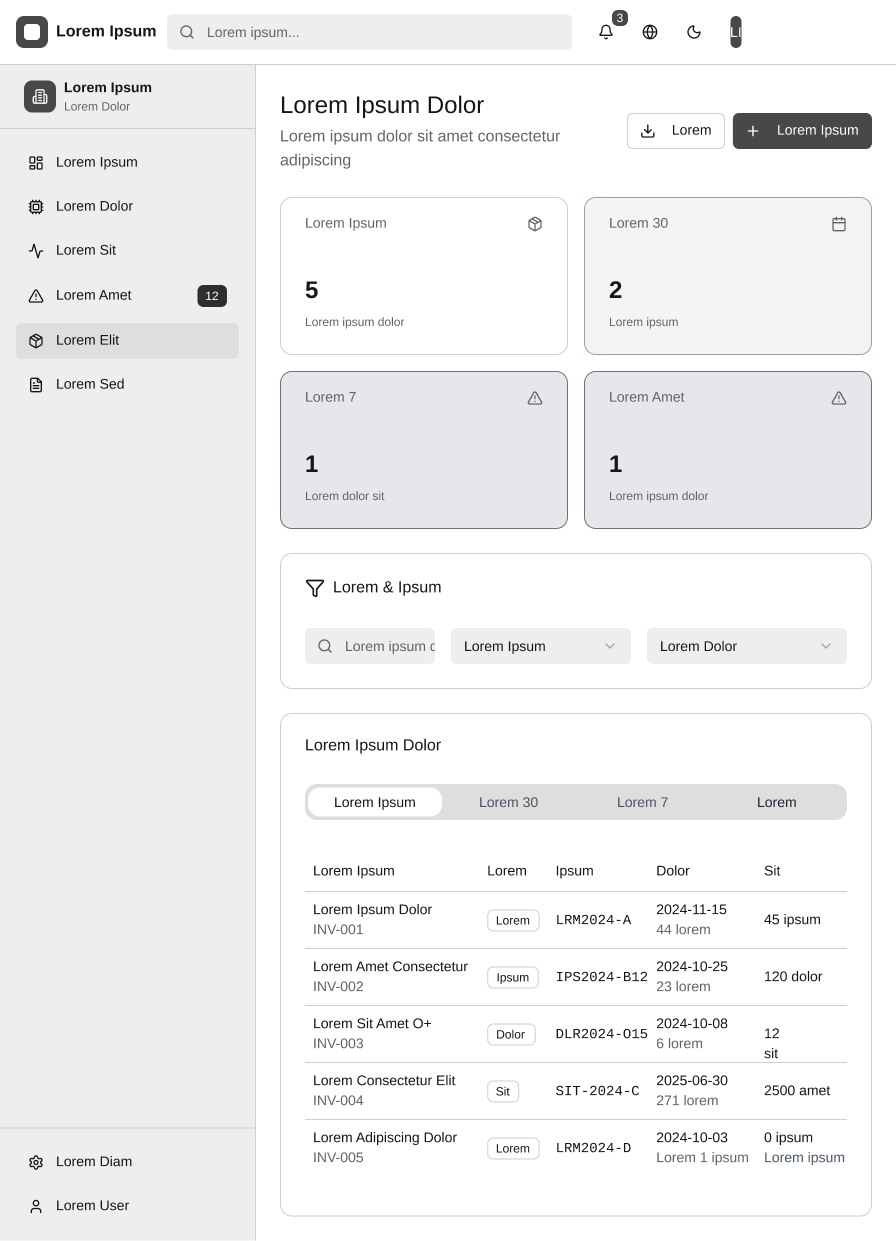 Lorem Ipsum
Lorem ipsum...
3
LI
Lorem Ipsum
Lorem Dolor
Lorem Ipsum
Lorem Dolor
Lorem Sit
Lorem Amet
12
Lorem Elit
Lorem Sed
Lorem Diam
Lorem User
Lorem Ipsum Dolor
Lorem ipsum dolor sit amet consectetur
adipiscing
Lorem
Lorem Ipsum
Lorem Ipsum
5
Lorem ipsum dolor
Lorem 30
2
Lorem ipsum
Lorem 7
1
Lorem dolor sit
Lorem Amet
1
Lorem ipsum dolor
Lorem & Ipsum
Lorem ipsum
Lorem Ipsum
Lorem Dolor
Lorem Ipsum Dolor
Lorem Ipsum Lorem 30 Lorem 7 Lorem
Lorem Ipsum Lorem Ipsum Dolor Sit
Lorem Ipsum Dolor
INV-001
Lorem
LRM2024-A
2024-11-15
44 lorem
45 ipsum
Lorem Amet Consectetur
INV-002
Ipsum
IPS2024-B12
2024-10-25
23 lorem
120 dolor
Lorem Sit Amet O+
INV-003
Dolor
DLR2024-O15
2024-10-08
6 lorem
12
sit
Lorem Consectetur Elit
INV-004
Sit
SIT-2024-C
2025-06-30
271 lorem
2500 amet
Lorem Adipiscing Dolor
INV-005
Lorem
LRM2024-D
2024-10-03
Lorem 1 ipsum
0 ipsum
Lorem ipsum